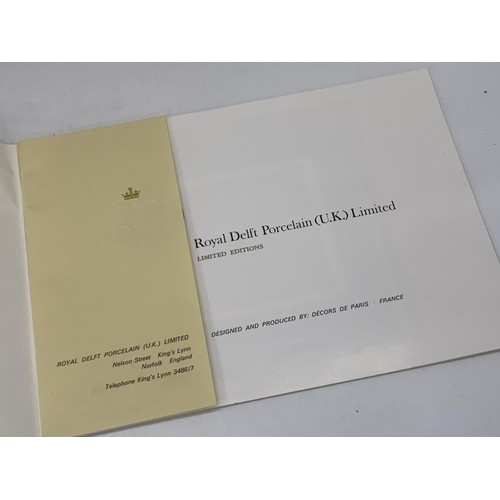 ROYAL DELFT PORCELAIN (U.K.) LIMITED
Nelson Street King's Lynn
Norfolk England
Telephone King's Lynn 3486/7
Royal Delft Porcelain (U.K.) Limited
LIMITED EDITIONS
DESIGNED AND PRODUCED BY: DÉCORS DE PARIS · FRANCE